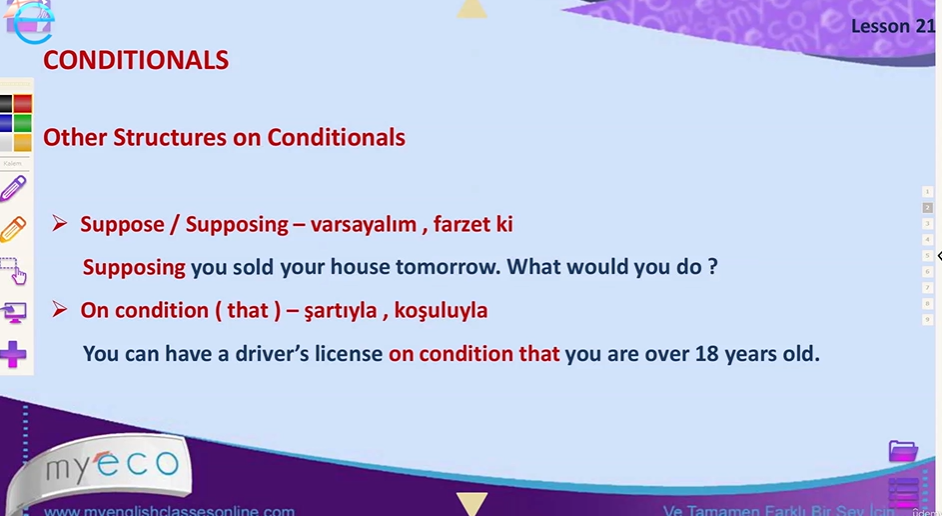 Lesson 21
CONDITIONALS
Other Structures on Conditionals
Kalem
➢ Suppose / Supposing – varsayalım , farzet ki
Supposing you sold your house tomorrow. What would you do ?
➢ On condition ( that ) – şartıyla , koşuluyla
You can have a driver's license on condition that you are over 18 years old.
1
2
3
4
5
6
7
8
9
myeco
www.myenglishclassesonline.com
Ve Tamamen Farklı Bir Şey İçin
ûdemy